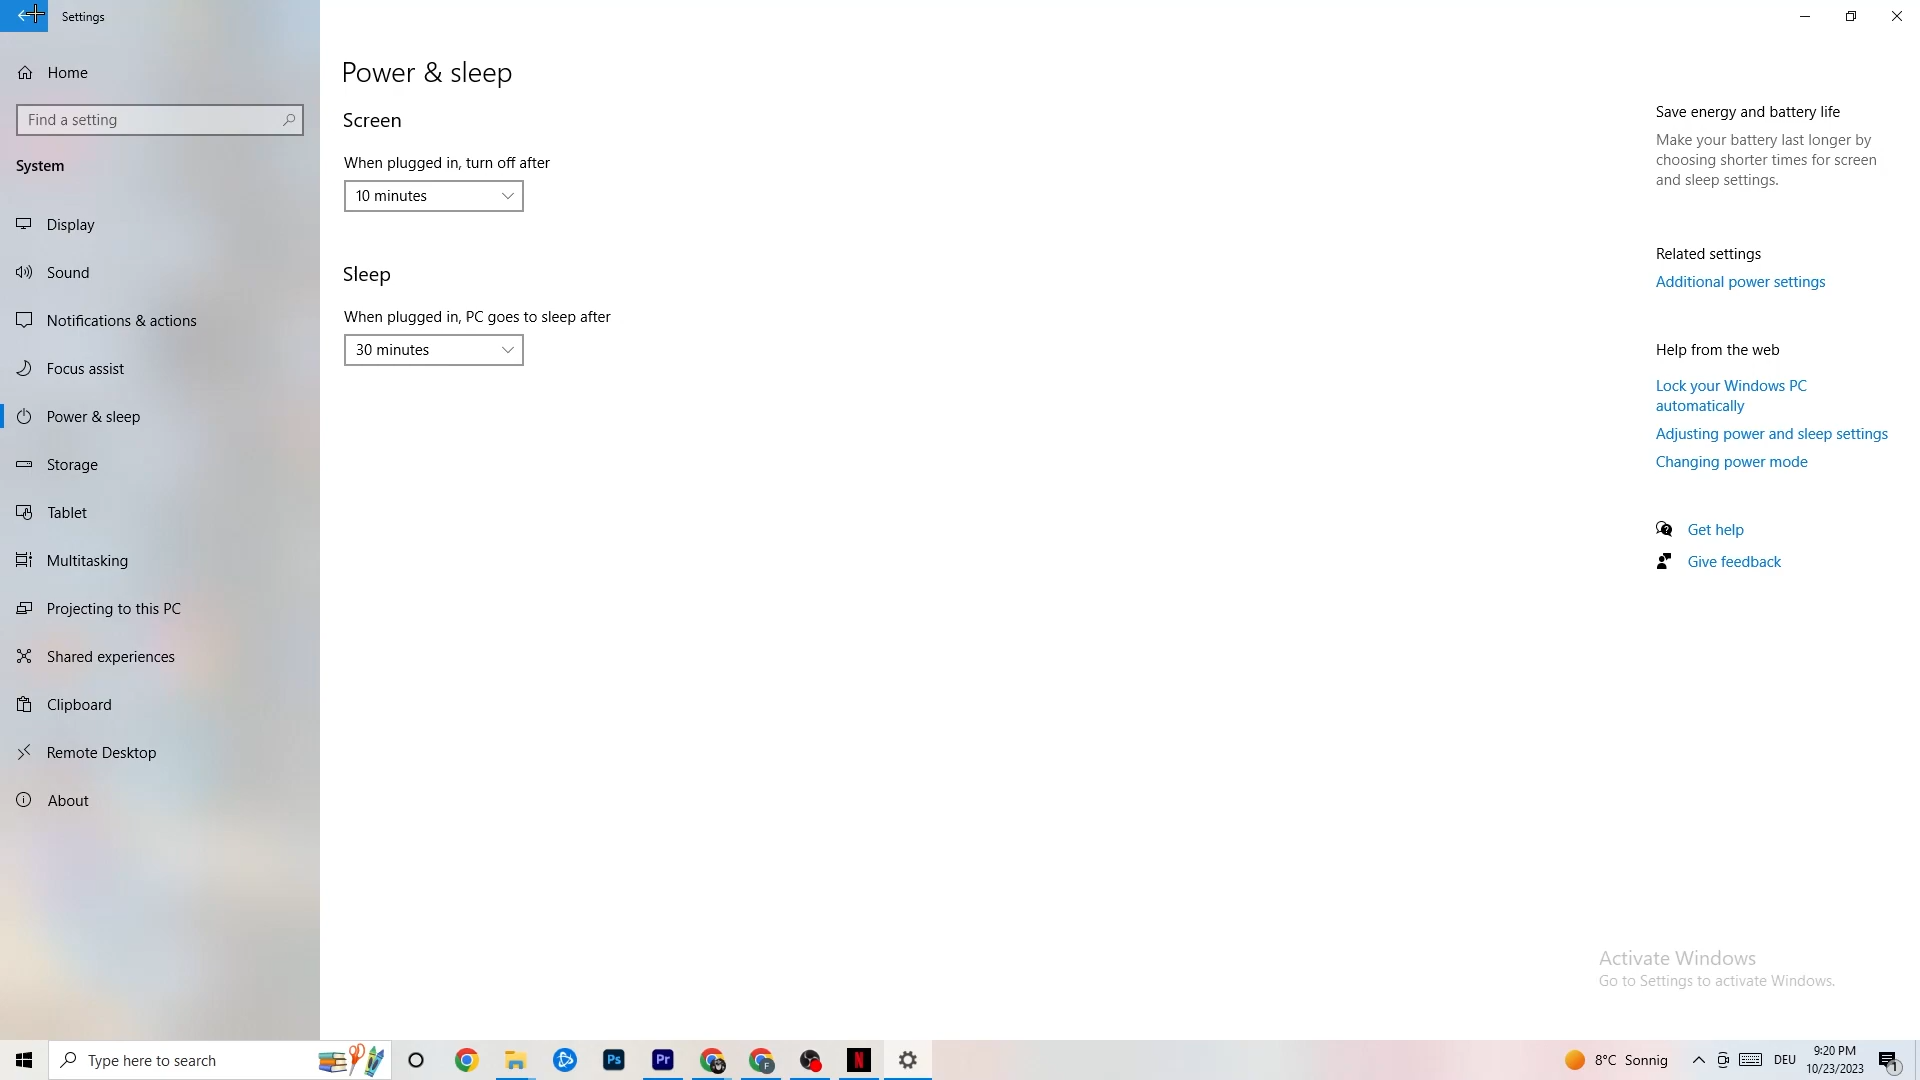 Settings
Home
Find a setting
System
Display
Sound
Notifications & actions
Focus assist
Power & sleep
Storage
Tablet
Multitasking
Projecting to this PC
Shared experiences
Clipboard
Remote Desktop
About
Power & sleep
Screen
When plugged in, turn off after
10 minutes
Sleep
When plugged in, PC goes to sleep after
30 minutes
Save energy and battery life
Make your battery last longer by
choosing shorter times for screen
and sleep settings.
Related settings
Additional power settings
Help from the web
Lock your Windows PC
automatically
Adjusting power and sleep settings
Changing power mode
Get help
Give feedback
Activate Windows
Go to Settings to activate Windows.
Type here to search
Ps
Pr
F
N
8°C Sonnig
DEU
9:20 PM
10/23/2023
1